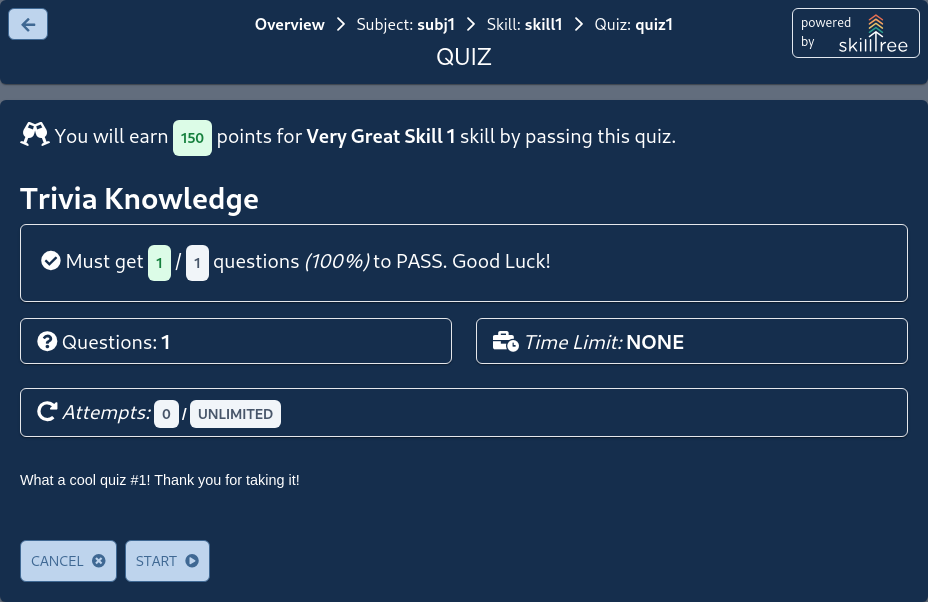 Overview > Subject: subj1 > Skill: skill1 > Quiz: quiz1
QUIZ
powered by skilltree
You will earn 150 points for Very Great Skill 1 skill by passing this quiz.
Trivia Knowledge
Must get 1 / 1 questions (100%) to PASS. Good Luck!
Questions: 1
Time Limit: NONE
Attempts: 0 / UNLIMITED
What a cool quiz #1! Thank you for taking it!
CANCEL
START